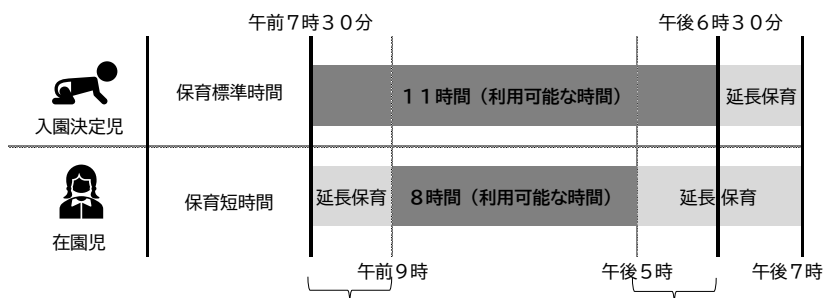 午前７時３０分 午後６時３０分
保育標準時間 １１時間（利用可能な時間） 延長保育
入園決定児
保育短時間 延長保育 ８時間（利用可能な時間） 延長保育
在園児
午前９時 午後５時 午後７時